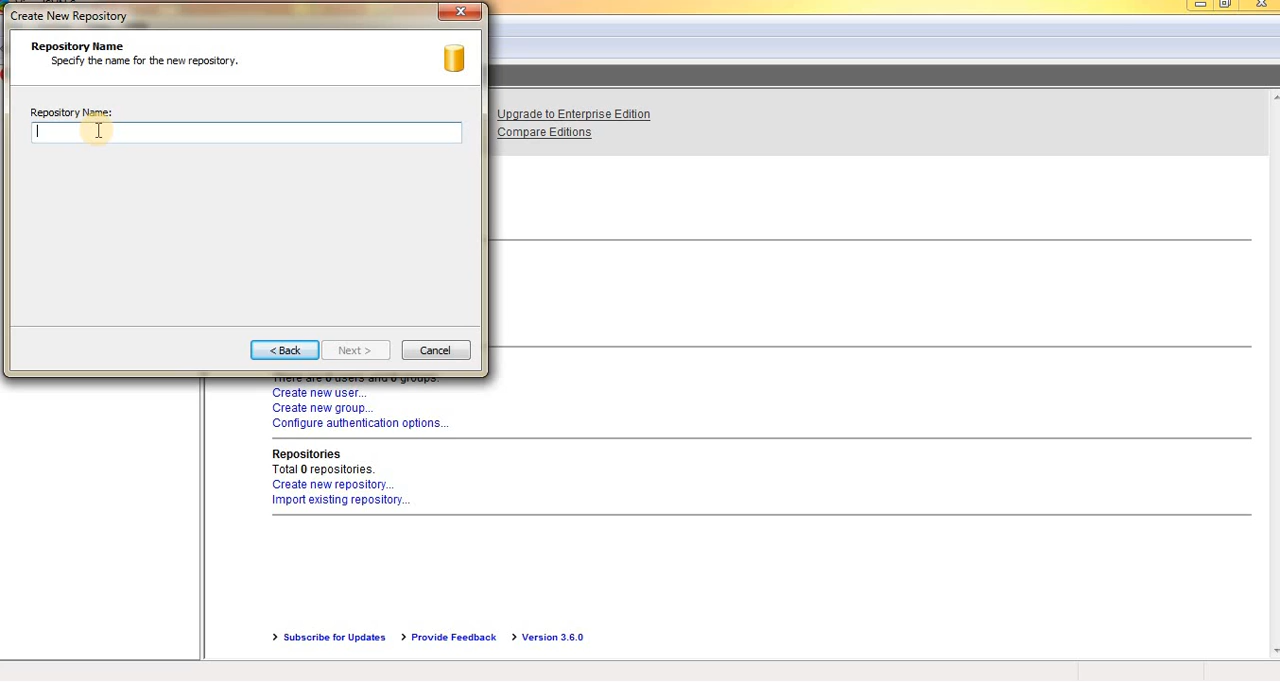 Create New Repository
Repository Name
Specify the name for the new repository.
Repository Name:
< Back
Next >
Cancel
Upgrade to Enterprise Edition
Compare Editions
There are 0 users and 0 groups.
Create new user...
Create new group...
Configure authentication options...
Repositories
Total 0 repositories.
Create new repository...
Import existing repository...
Subscribe for Updates
Provide Feedback
Version 3.6.0